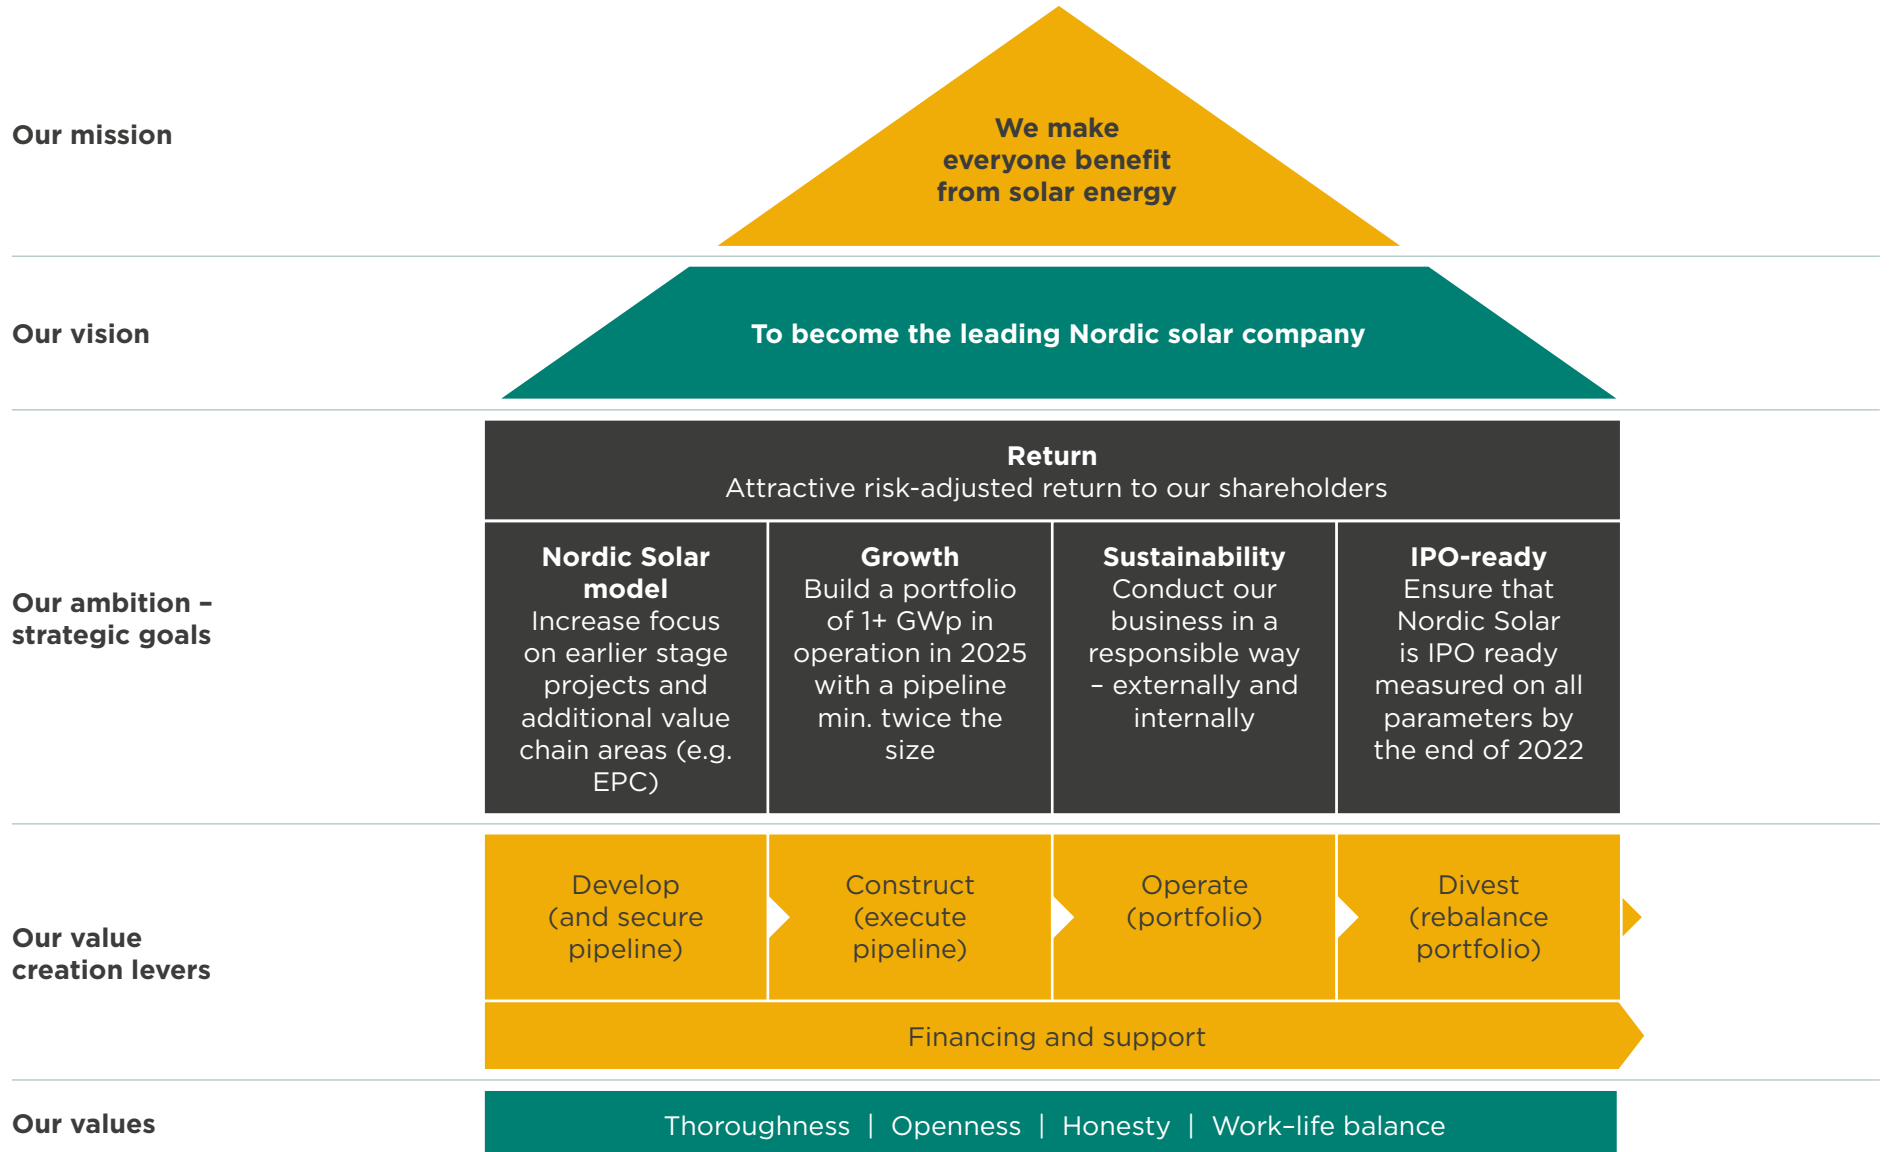 Our mission
We make
everyone benefit
from solar energy
Our vision
To become the leading Nordic solar company
Our ambition –
strategic goals
Return
Attractive risk-adjusted return to our shareholders
Nordic Solar
model
Increase focus
on earlier stage
projects and
additional value
chain areas (e.g.
EPC)
Growth
Build a portfolio
of 1+ GWp in
operation in 2025
with a pipeline
min. twice the
size
Sustainability
Conduct our
business in a
responsible way
– externally and
internally
IPO-ready
Ensure that
Nordic Solar
is IPO ready
measured on all
parameters by
the end of 2022
Our value
creation levers
Develop
(and secure
pipeline)
Construct
(execute
pipeline)
Operate
(portfolio)
Divest
(rebalance
portfolio)
Financing and support
Our values
Thoroughness | Openness | Honesty | Work–life balance